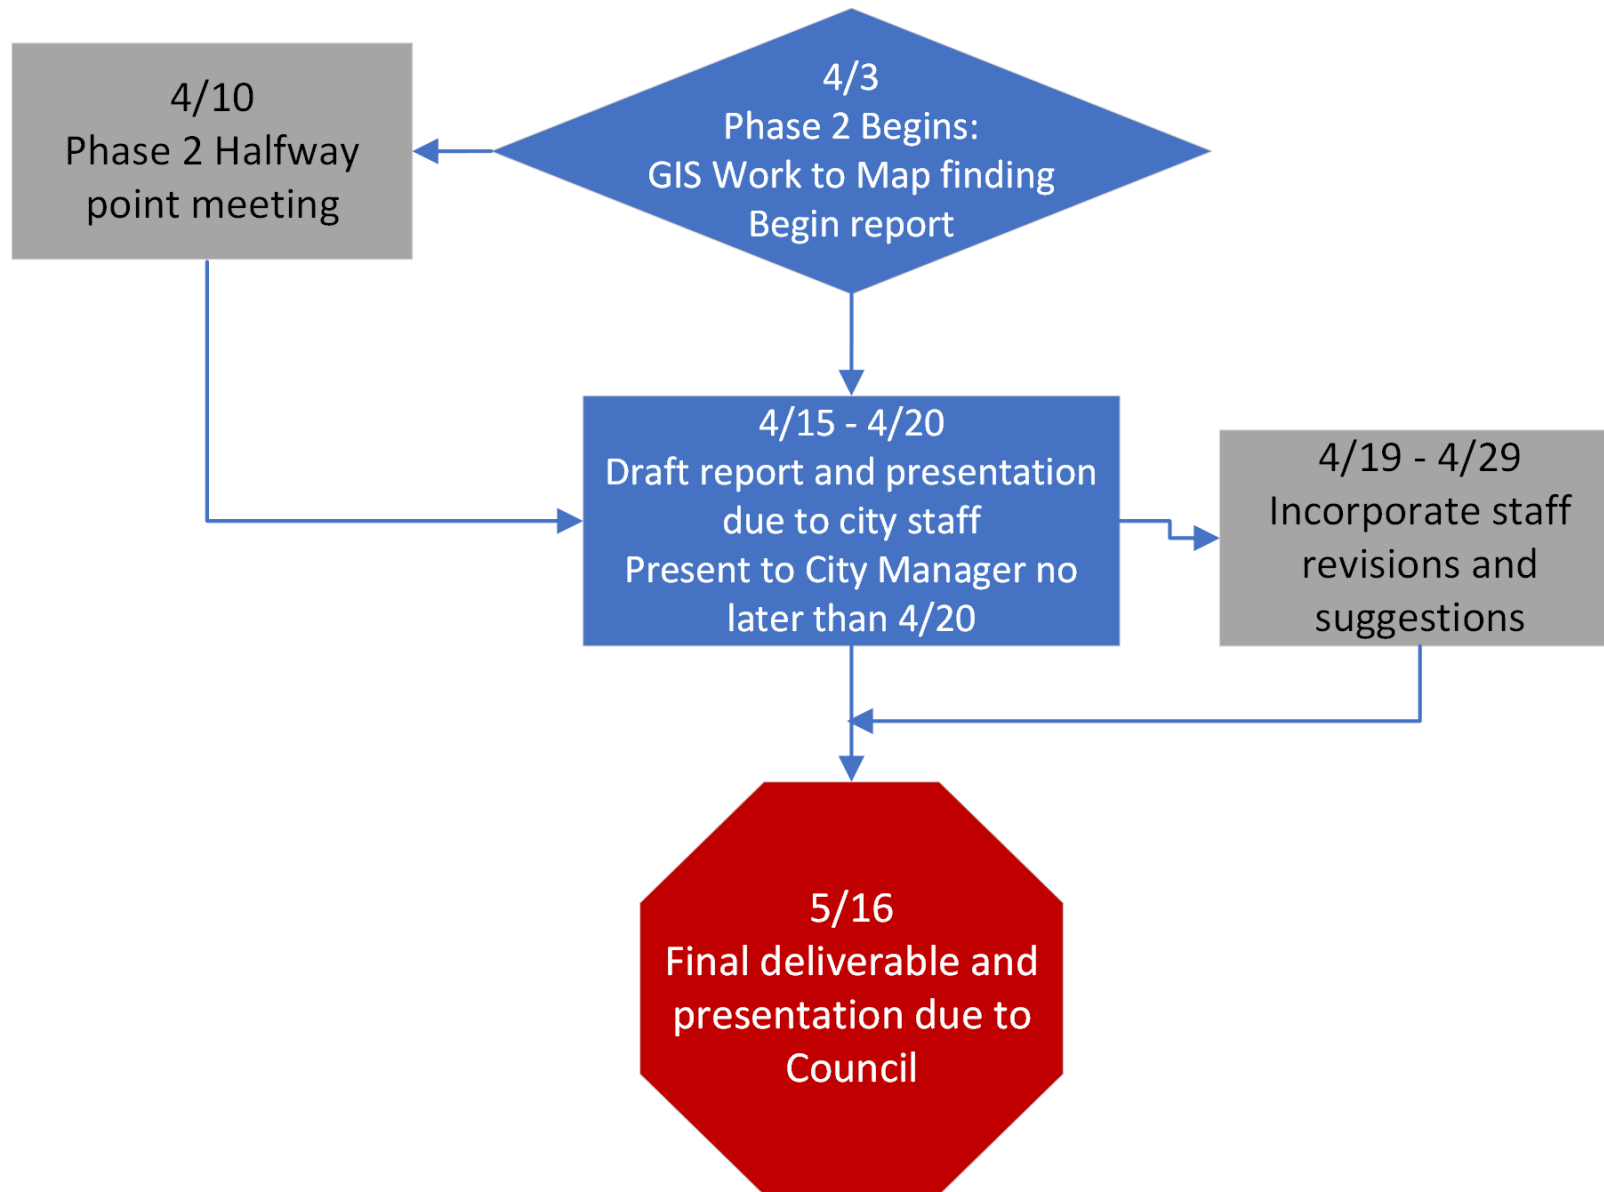 4/3
Phase 2 Begins:
GIS Work to Map finding
Begin report
4/10
Phase 2 Halfway
point meeting
4/15 - 4/20
Draft report and presentation
due to city staff
Present to City Manager no
later than 4/20
4/19 - 4/29
Incorporate staff
revisions and
suggestions
5/16
Final deliverable and
presentation due to
Council